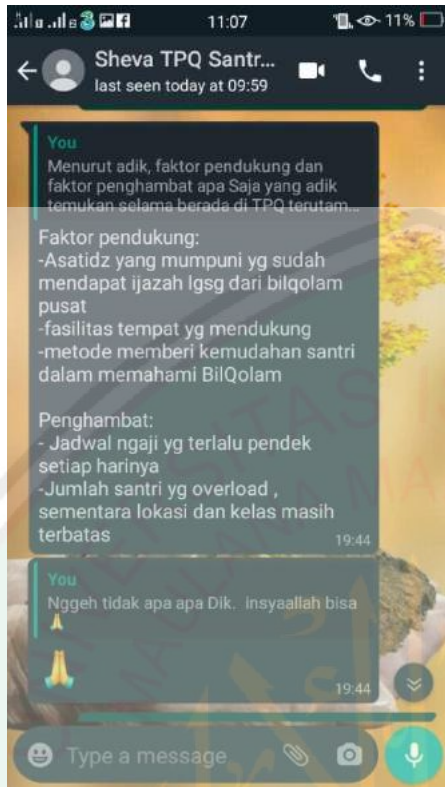 11:07
11%
Sheva TPQ Santr...
last seen today at 09:59
You
Menurut adik, faktor pendukung dan
faktor penghambat apa Saja yang adik
temukan selama berada di TPQ terutam...
Faktor pendukung:
-Asatidz yang mumpuni yg sudah
mendapat ijazah lgsg dari bilqolam
pusat
-fasilitas tempat yg mendukung
-metode memberi kemudahan santri
dalam memahami BilQolam
Penghambat:
- Jadwal ngaji yg terlalu pendek
setiap harinya
-Jumlah santri yg overload ,
sementara lokasi dan kelas masih
terbatas
19:44
You
Nggeh tidak apa apa Dik.  insyaallah bisa
🙏
🙏
19:44
Type a message